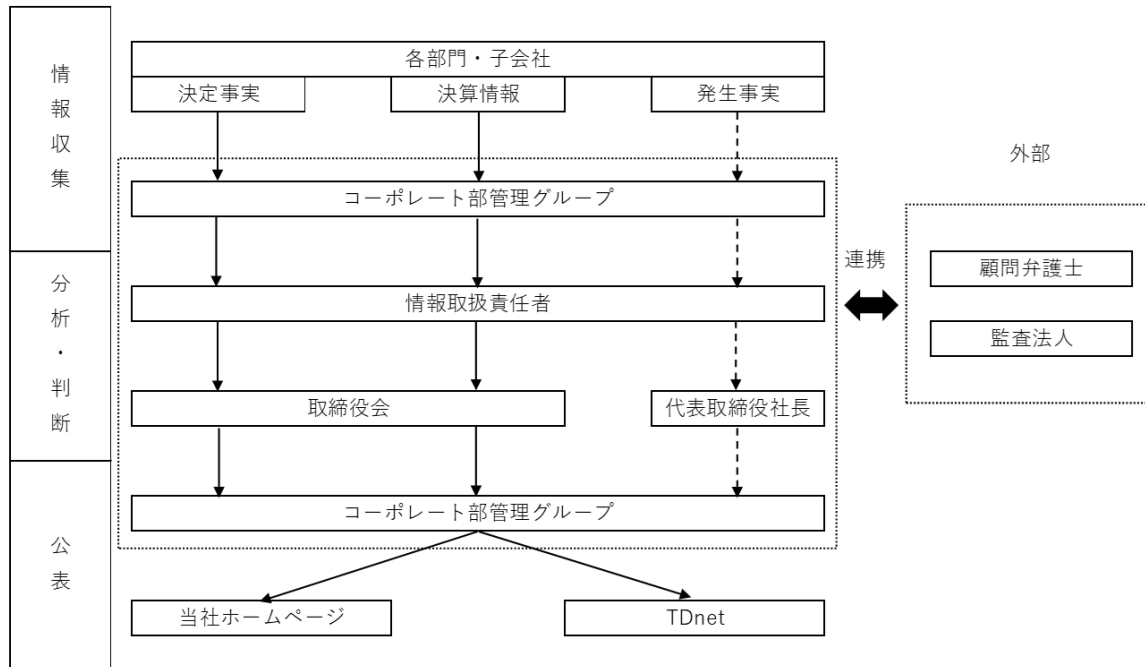 情報収集
各部門・子会社
決定事実
決算情報
発生事実
外部
コーポレート部管理グループ
連携
顧問弁護士
分析・判断
情報取扱責任者
監査法人
取締役会
代表取締役社長
コーポレート部管理グループ
公表
当社ホームページ
TDnet